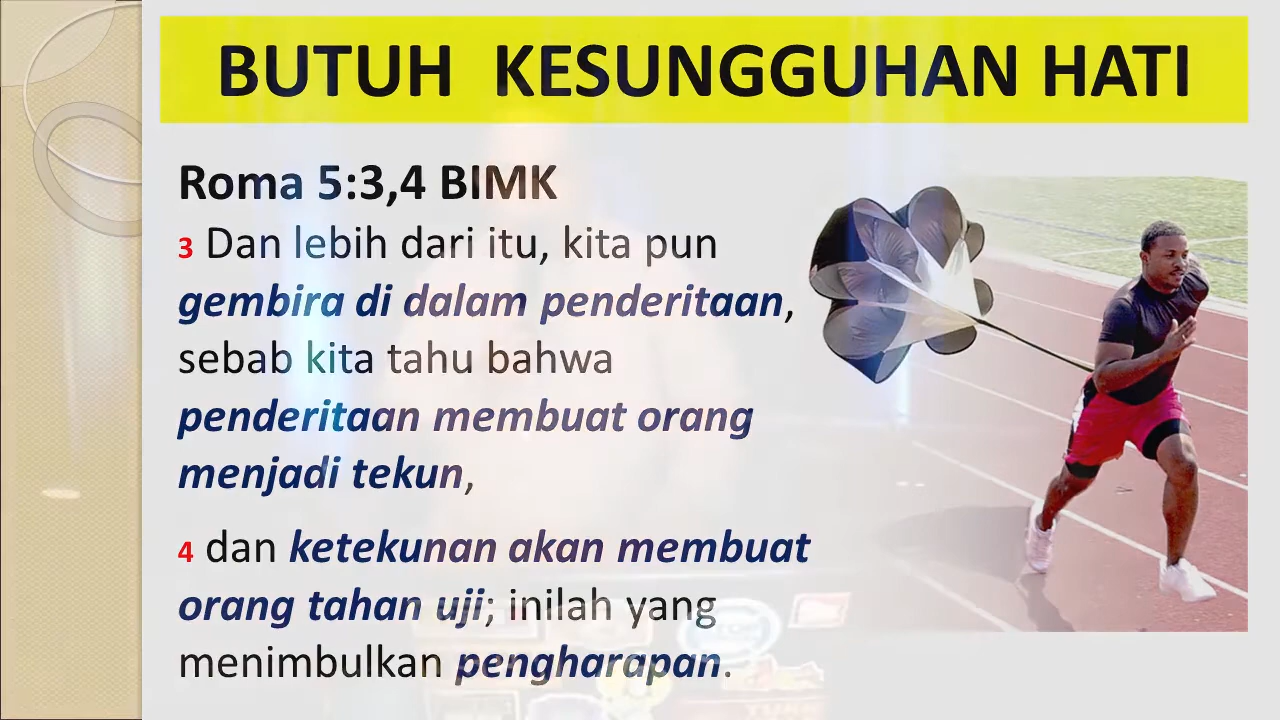 BUTUH KESUNGGUHAN HATI
Roma 5:3,4 BIMK
3 Dan lebih dari itu, kita pun
gembira di dalam penderitaan,
sebab kita tahu bahwa
penderitaan membuat orang
menjadi tekun,
4 dan ketekunan akan membuat
orang tahan uji; inilah yang
menimbulkan pengharapan.